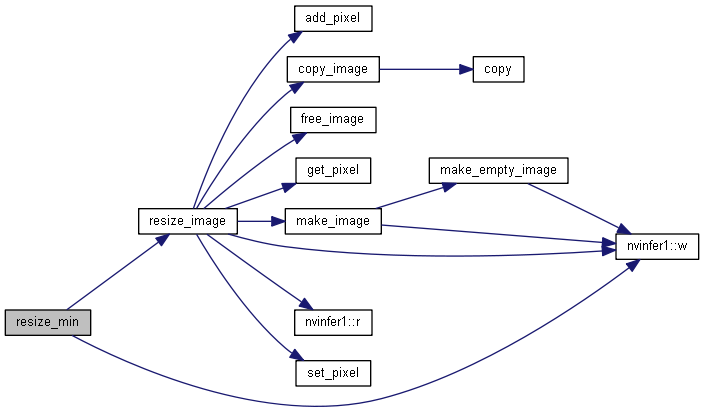 add_pixel
copy_image
copy
free_image
get_pixel
make_empty_image
resize_image
make_image
nvinfer1::w
resize_min
nvinfer1::r
set_pixel